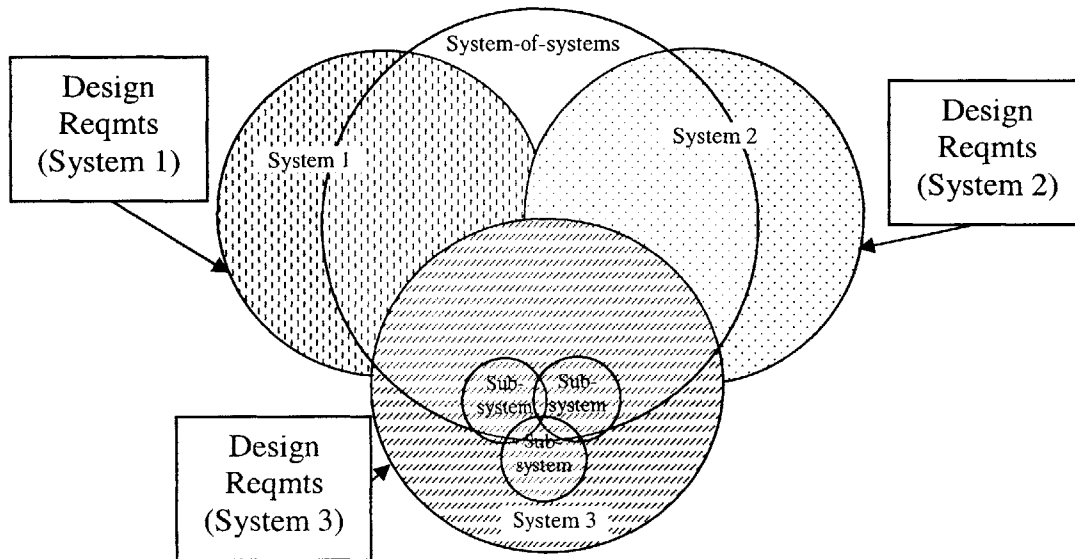 System-of-systems
Design
Reqmts
(System 1)
Design
Reqmts
(System 2)
System 1
System 2
Sub-
system
Sub-
system
Sub-
system
Design
Reqmts
(System 3)
System 3